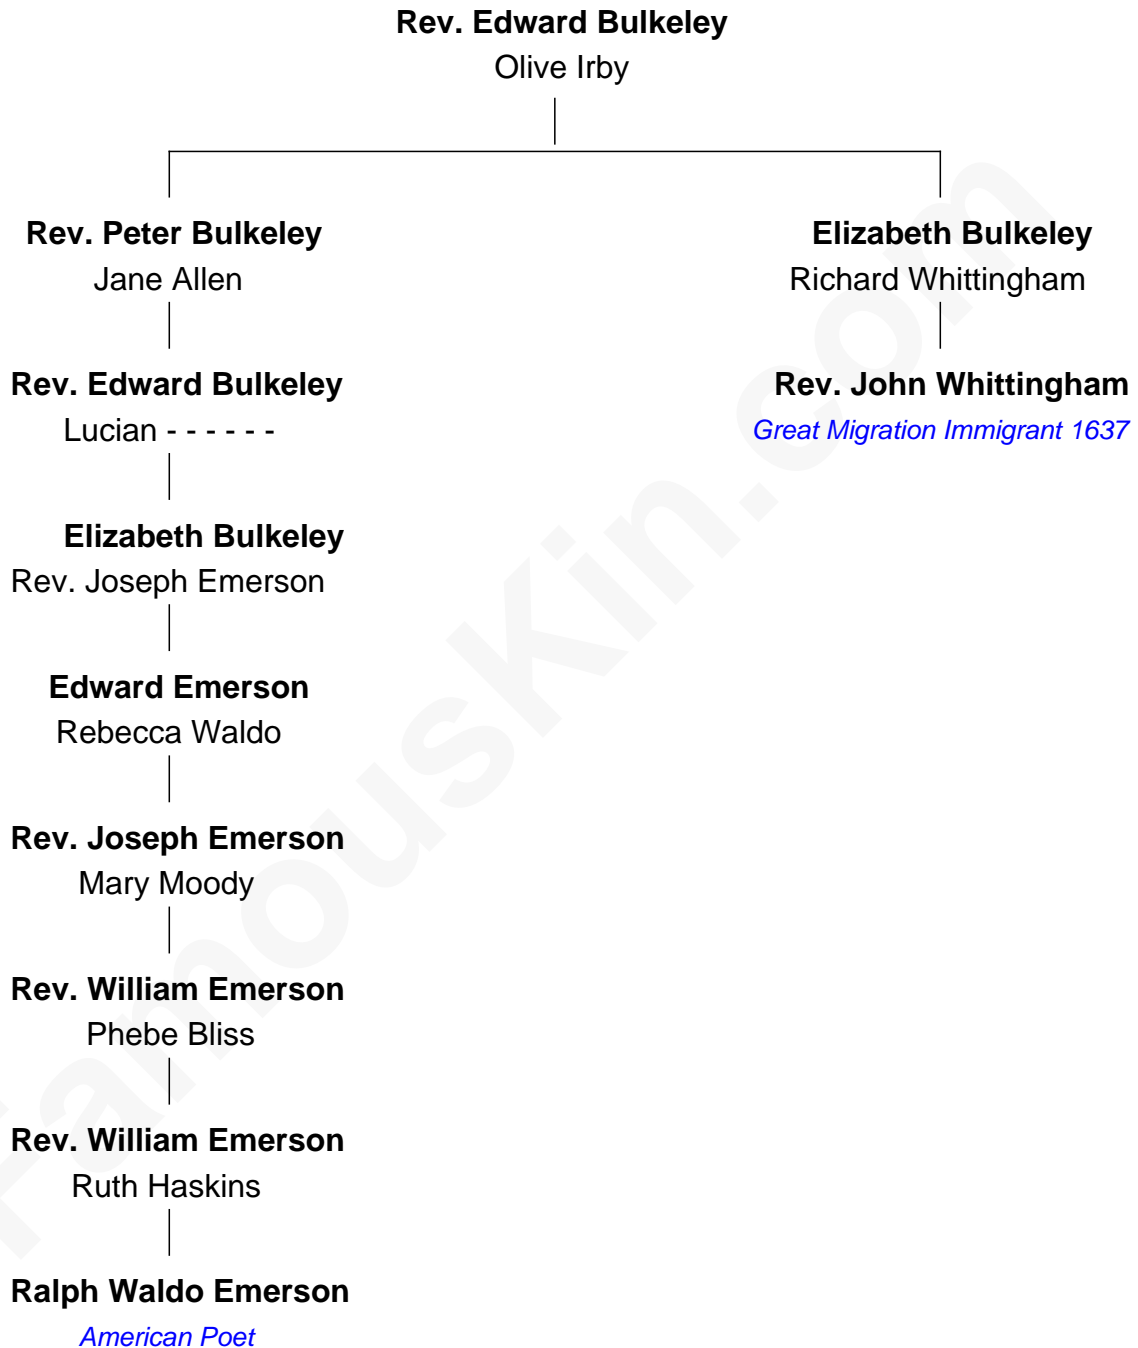 Rev. Edward Bulkeley
Olive Irby
Rev. Peter Bulkeley
Jane Allen
Elizabeth Bulkeley
Richard Whittingham
Rev. Edward Bulkeley
Lucian - - - - - -
Rev. John Whittingham
Great Migration Immigrant 1637
Elizabeth Bulkeley
Rev. Joseph Emerson
Edward Emerson
Rebecca Waldo
Rev. Joseph Emerson
Mary Moody
Rev. William Emerson
Phebe Bliss
Rev. William Emerson
Ruth Haskins
Ralph Waldo Emerson
American Poet
FamousKin.com